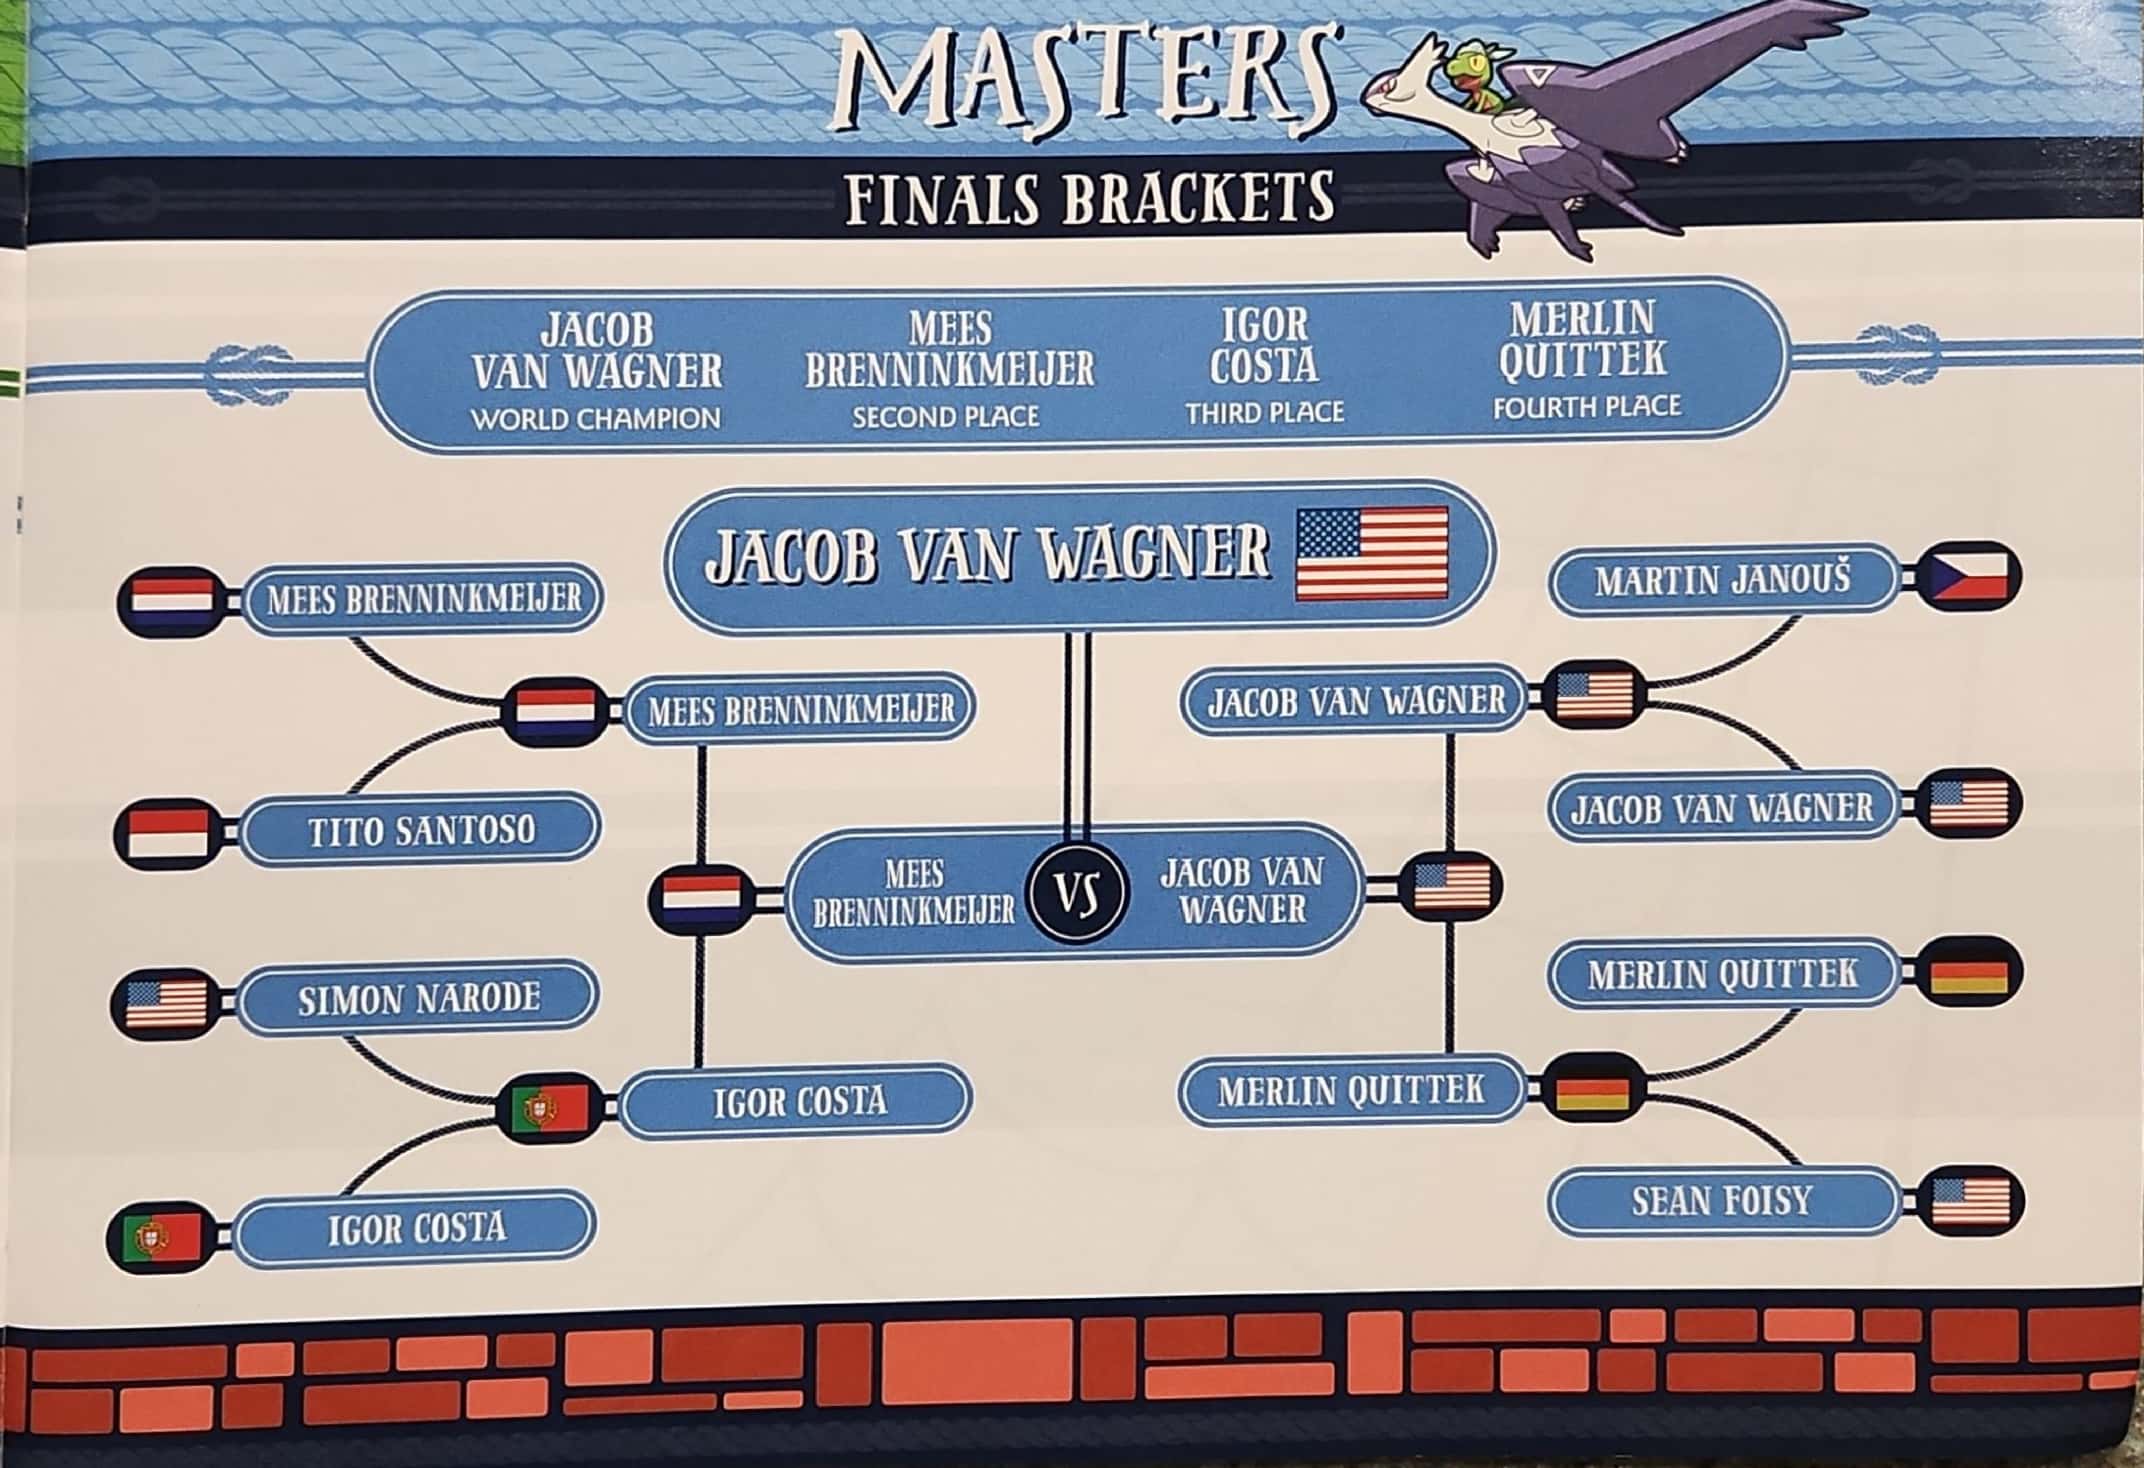 MASTERS
FINALS BRACKETS
JACOB
VAN WAGNER
WORLD CHAMPION
MEES
BRENNINKMEIJER
SECOND PLACE
IGOR
COSTA
THIRD PLACE
MERLIN
QUITTEK
FOURTH PLACE
JACOB VAN WAGNER
MEES BRENNINKMEIJER
MEES BRENNINKMEIJER
TITO SANTOSO
SIMON NARODE
IGOR COSTA
IGOR COSTA
MEES
BRENNINKMEIJER
VS
JACOB VAN
WAGNER
MARTIN JANOUŠ
JACOB VAN WAGNER
JACOB VAN WAGNER
MERLIN QUITTEK
MERLIN QUITTEK
SEAN FOISY